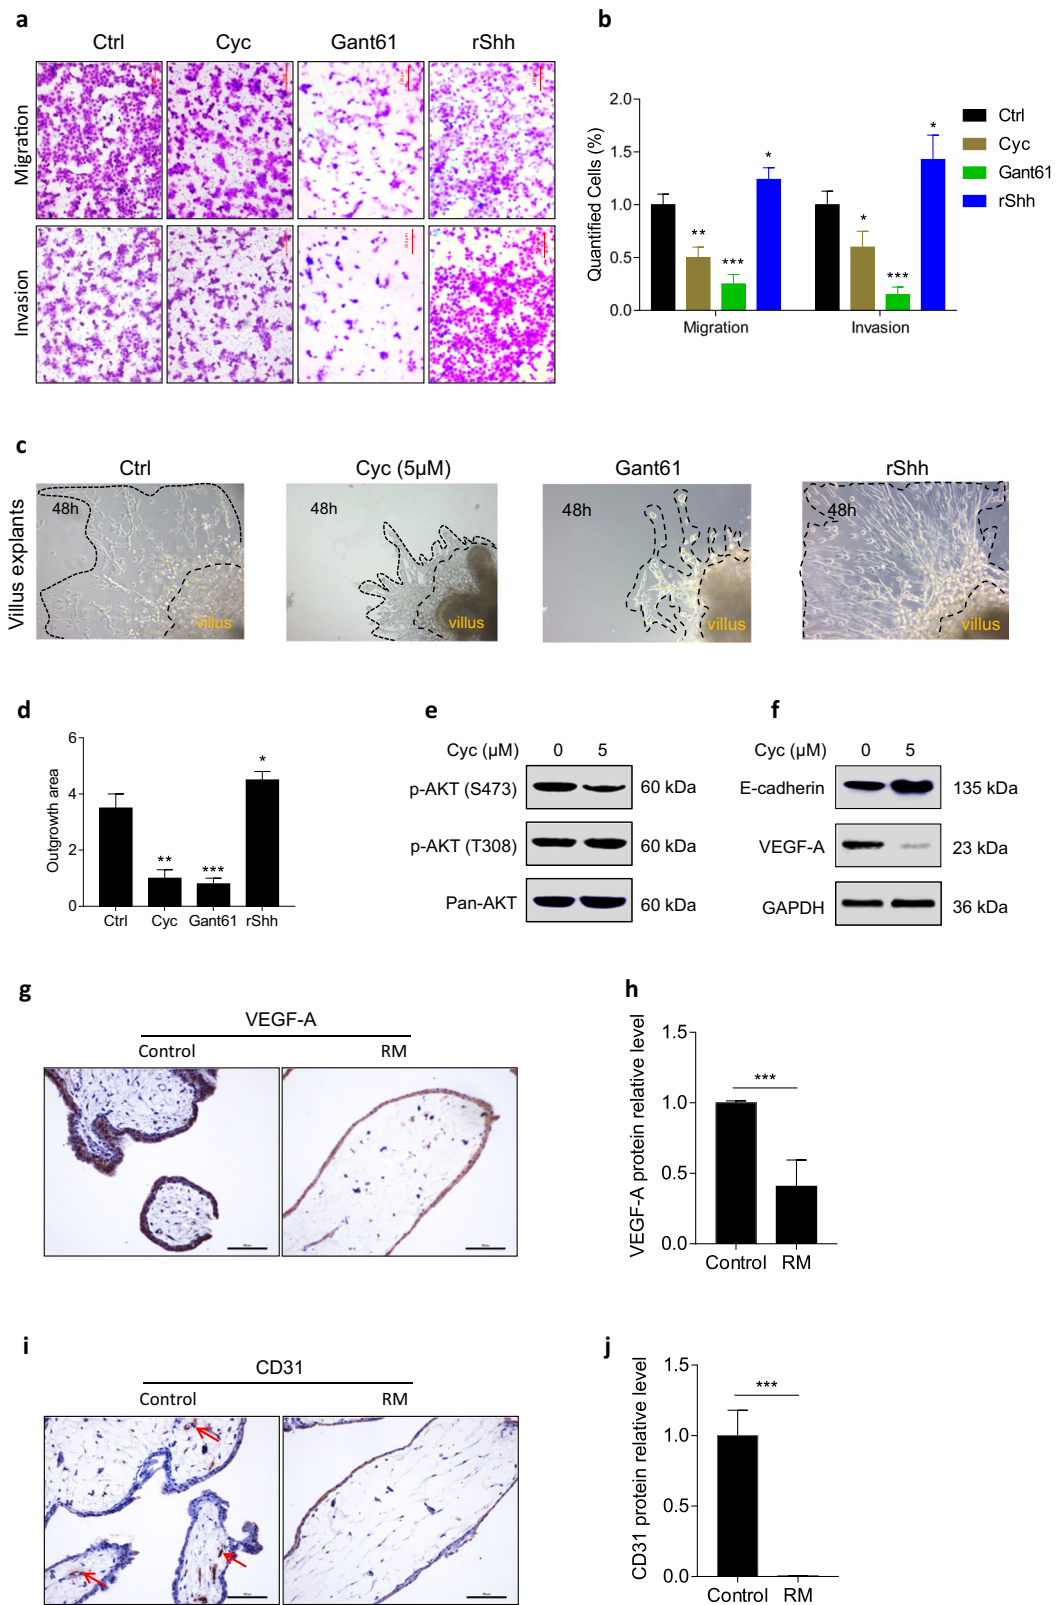 a
Ctrl Cyc Gant61 rShh
Migration
Invasion
b
Quantified Cells (%)
2.0
1.5
1.0
0.5
0.0
** *** * * *** *
Migration Invasion
Ctrl
Cyc
Gant61
rShh
c
Ctrl Cyc (5μM) Gant61 rShh
Villus explants
48h 48h 48h 48h
villus villus villus
d
Outgrowth area
6
4
2
0
** *** *
Ctrl Cyc Gant61 rShh
e
Cyc (μM) 0 5
p-AKT (S473) 60 kDa
p-AKT (T308) 60 kDa
Pan-AKT 60 kDa
f
Cyc (μM) 0 5
E-cadherin 135 kDa
VEGF-A 23 kDa
GAPDH 36 kDa
g
VEGF-A
Control RM
h
VEGF-A protein relative level
1.5
1.0
0.5
0.0
***
Control RM
i
CD31
Control RM
j
CD31 protein relative level
1.5
1.0
0.5
0.0
***
Control RM